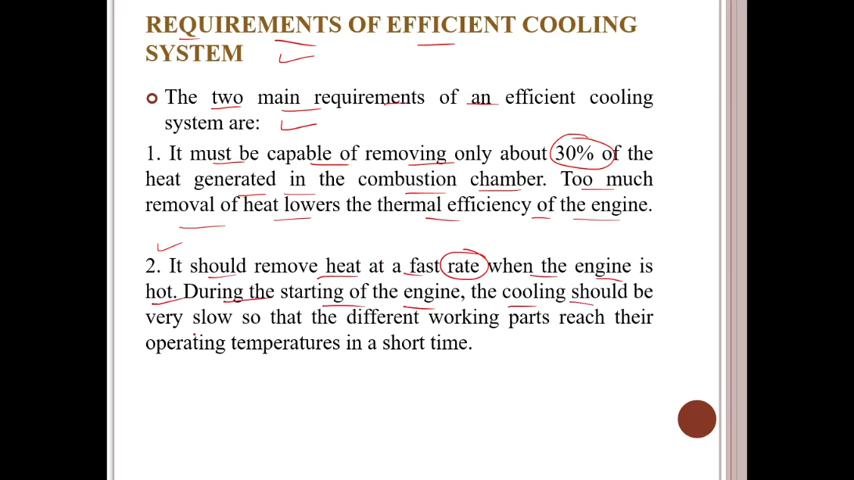 REQUIREMENTS OF EFFICIENT COOLING
SYSTEM
The two main requirements of an efficient cooling
system are:
1. It must be capable of removing only about 30% of the
heat generated in the combustion chamber. Too much
removal of heat lowers the thermal efficiency of the engine.
2. It should remove heat at a fast rate when the engine is
hot. During the starting of the engine, the cooling should be
very slow so that the different working parts reach their
operating temperatures in a short time.